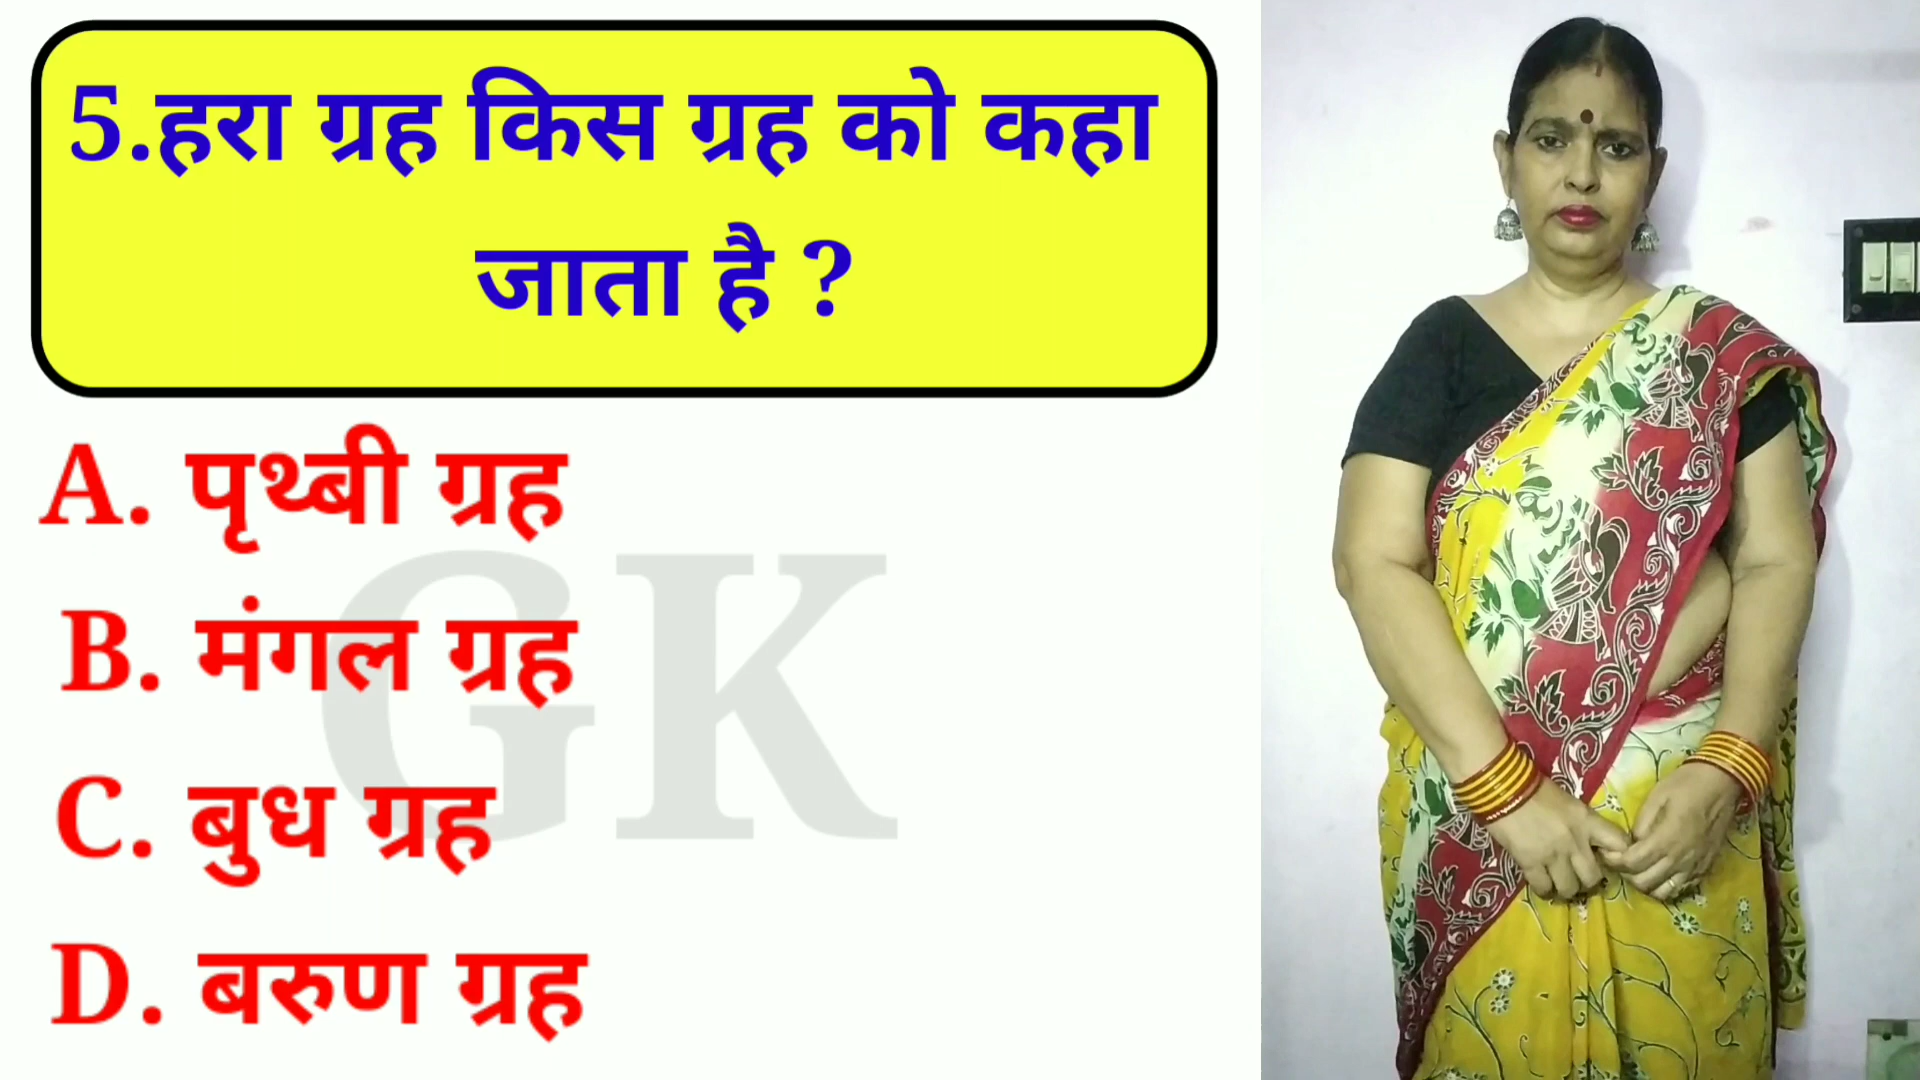 5.हरा ग्रह किस ग्रह को कहा
जाता है ?
A. पृथ्बी ग्रह
B. मंगल ग्रह
GK
C. बुध ग्रह
D. बरुण ग्रह